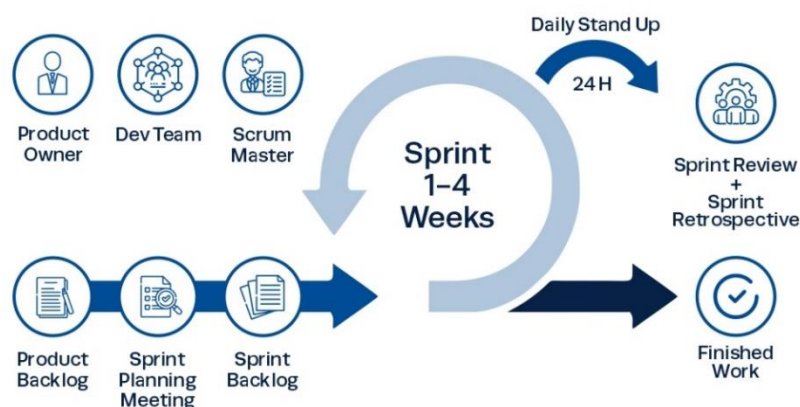 Daily Stand Up
24H
Product
Owner
Dev Team
Scrum
Master
Sprint
1–4
Weeks
Sprint Review
+
Sprint
Retrospective
Product
Backlog
Sprint
Planning
Meeting
Sprint
Backlog
Finished
Work